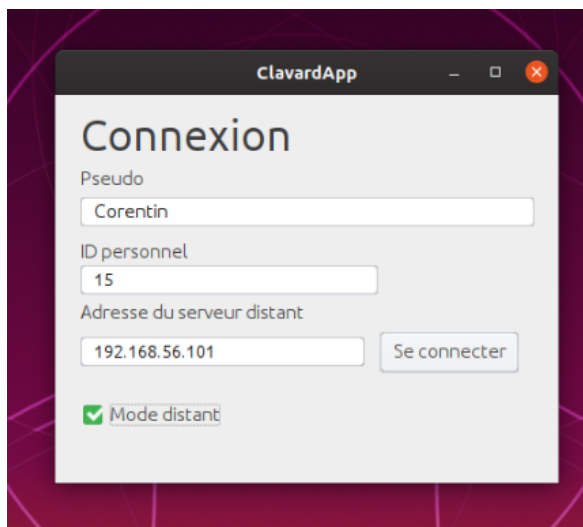 ClavardApp
Connexion
Pseudo
Corentin
ID personnel
15
Adresse du serveur distant
192.168.56.101
Se connecter
Mode distant